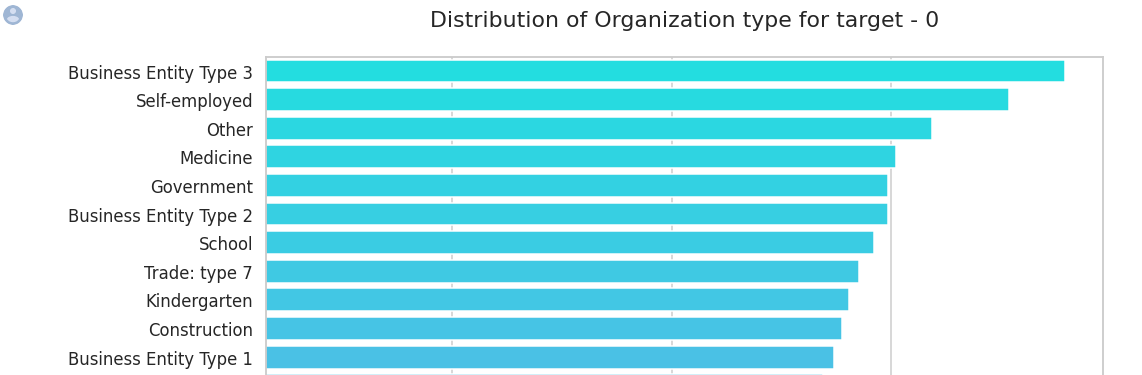 Distribution of Organization type for target - 0
Business Entity Type 3
Self-employed
Other
Medicine
Government
Business Entity Type 2
School
Trade: type 7
Kindergarten
Construction
Business Entity Type 1